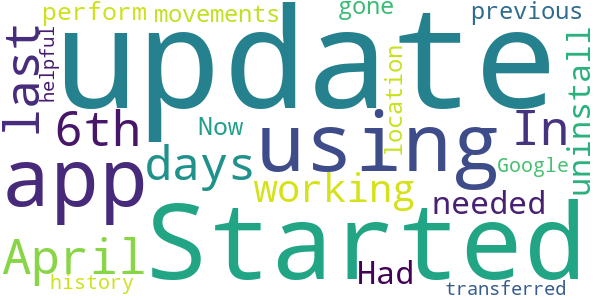 perform movements gone previous
last helpful update uninstall
6th Now using location In
app days Google
working needed
April Started
history Had transferred